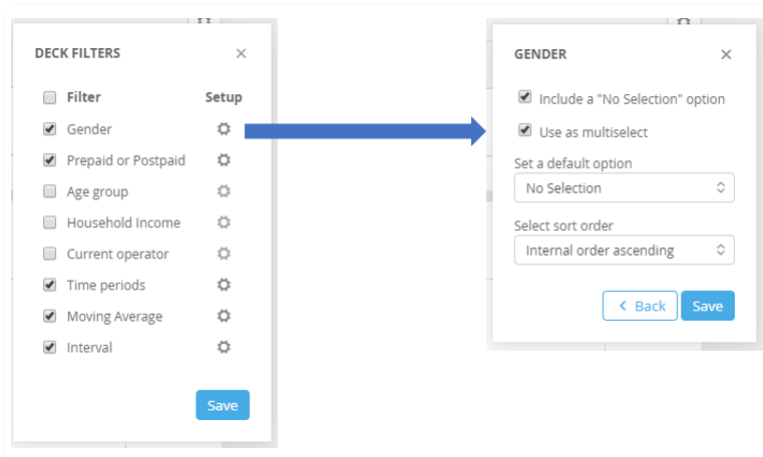 DECK FILTERS
Filter Setup
Gender
Prepaid or Postpaid
Age group
Household Income
Current operator
Time periods
Moving Average
Interval
Save
GENDER
Include a "No Selection" option
Use as multiselect
Set a default option
No Selection
Select sort order
Internal order ascending
Back Save